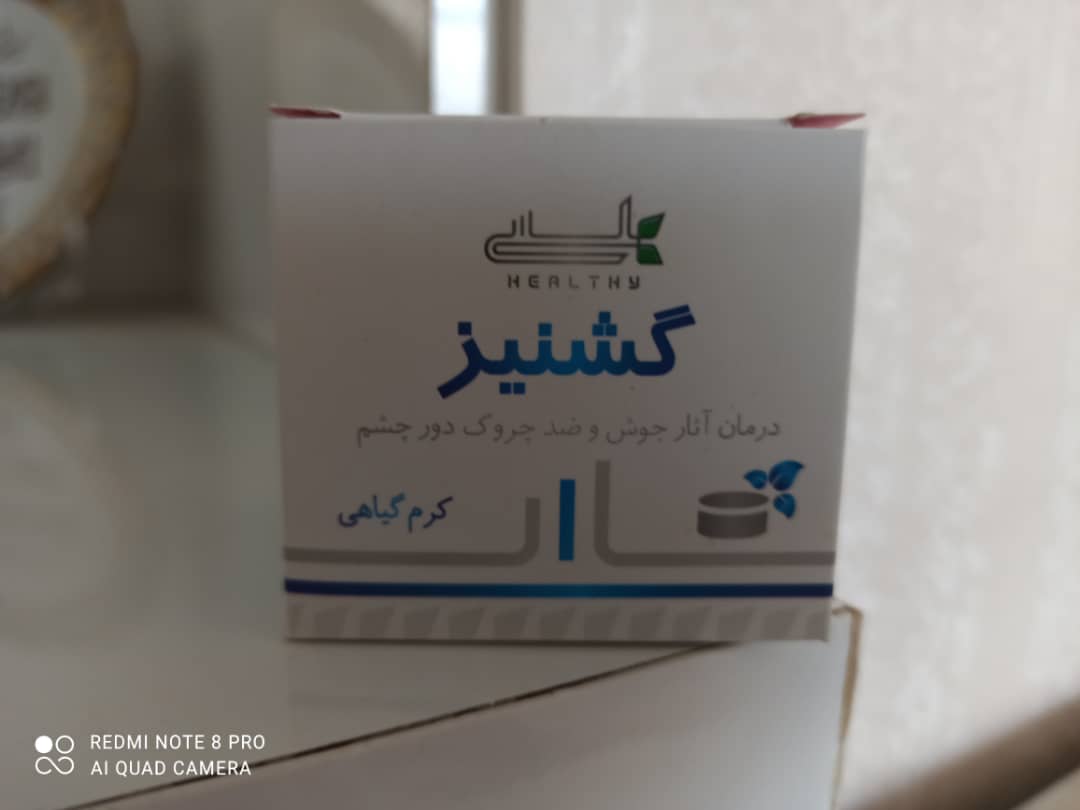 HEALTHY
گشنیز
درمان آثار جوش و ضد چروک دور چشم
کرم گیاهی
REDMI NOTE 8 PRO
AI QUAD CAMERA